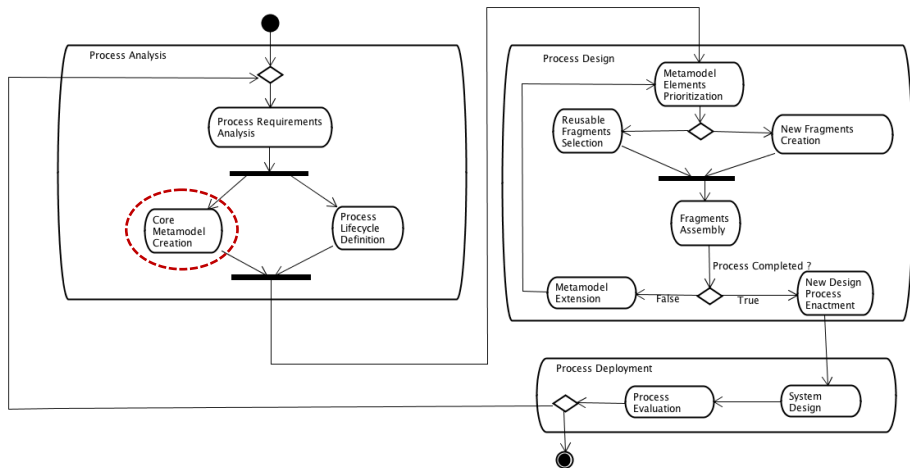 Process Analysis
Process Requirements
Analysis
Core
Metamodel
Creation
Process
Lifecycle
Definition
Process Design
Metamodel
Elements
Prioritization
Reusable
Fragments
Selection
New Fragments
Creation
Fragments
Assembly
Process Completed ?
Metamodel
Extension
False
True
New Design
Process
Enactment
Process Deployment
Process
Evaluation
System
Design